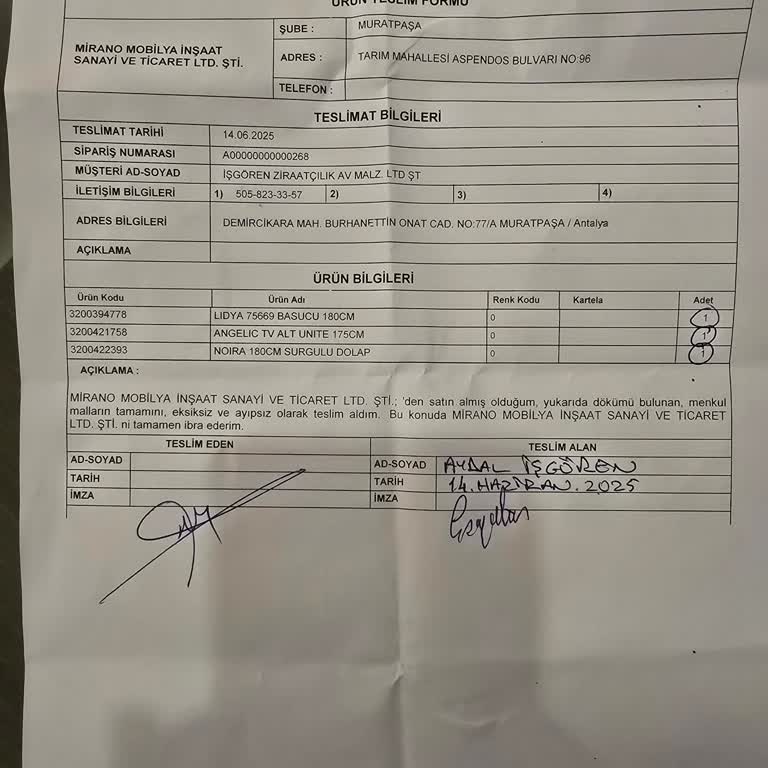 ÜRÜN TESLİM FORMU
MİRANO MOBİLYA İNŞAAT
SANAYİ VE TİCARET LTD. ŞTİ.
ŞUBE : MURATPAŞA
ADRES : TARIM MAHALLESİ ASPENDOS BULVARI NO:96
TELEFON :
TESLİMAT BİLGİLERİ
TESLİMAT TARİHİ 14.06.2025
SİPARİŞ NUMARASI A00000000000268
MÜŞTERİ AD-SOYAD İŞGÖREN ZİRAATÇILIK AV MALZ. LTD ŞT
İLETİŞİM BİLGİLERİ 1) 505-823-33-57 2) 3) 4)
ADRES BİLGİLERİ DEMİRCİKARA MAH. BURHANETTİN ONAT CAD. NO:77/A MURATPAŞA / Antalya
AÇIKLAMA
ÜRÜN BİLGİLERİ
Ürün Kodu Ürün Adı Renk Kodu Kartela Adet
3200394778 LIDYA 75669 BASUCU 180CM 0 1
3200421758 ANGELIC TV ALT UNITE 175CM 0 1
3200422393 NOIRA 180CM SURGULU DOLAP 0 1
AÇIKLAMA :
MİRANO MOBİLYA İNŞAAT SANAYİ VE TİCARET LTD. ŞTİ.; 'den satın almış olduğum, yukarıda dökümü bulunan, menkul
malların tamamını, eksiksiz ve ayıpsız olarak teslim aldım. Bu konuda MİRANO MOBİLYA İNŞAAT SANAYİ VE TİCARET
LTD. ŞTİ. ni tamamen ibra ederim.
TESLİM EDEN TESLİM ALAN
AD-SOYAD AD-SOYAD AYDAL İŞGÖREN
TARİH TARİH 14.HAZİRAN.2025
İMZA İMZA